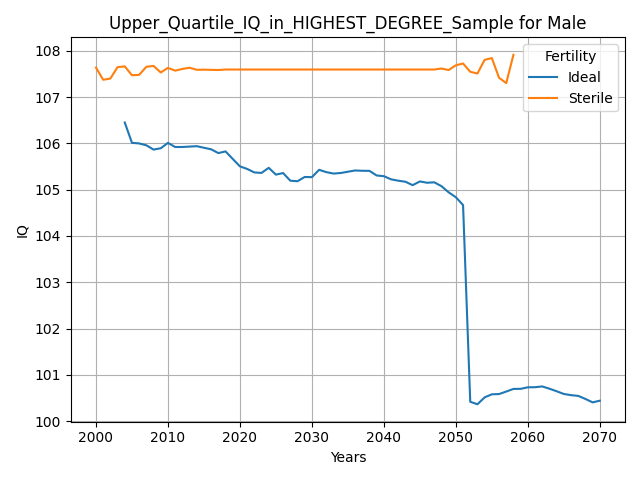 Upper_Quartile_IQ_in_HIGHEST_DEGREE_Sample for Male
108
107
106
105
104
103
102
101
100
IQ
Fertility
Ideal
Sterile
2000 2010 2020 2030 2040 2050 2060 2070
Years